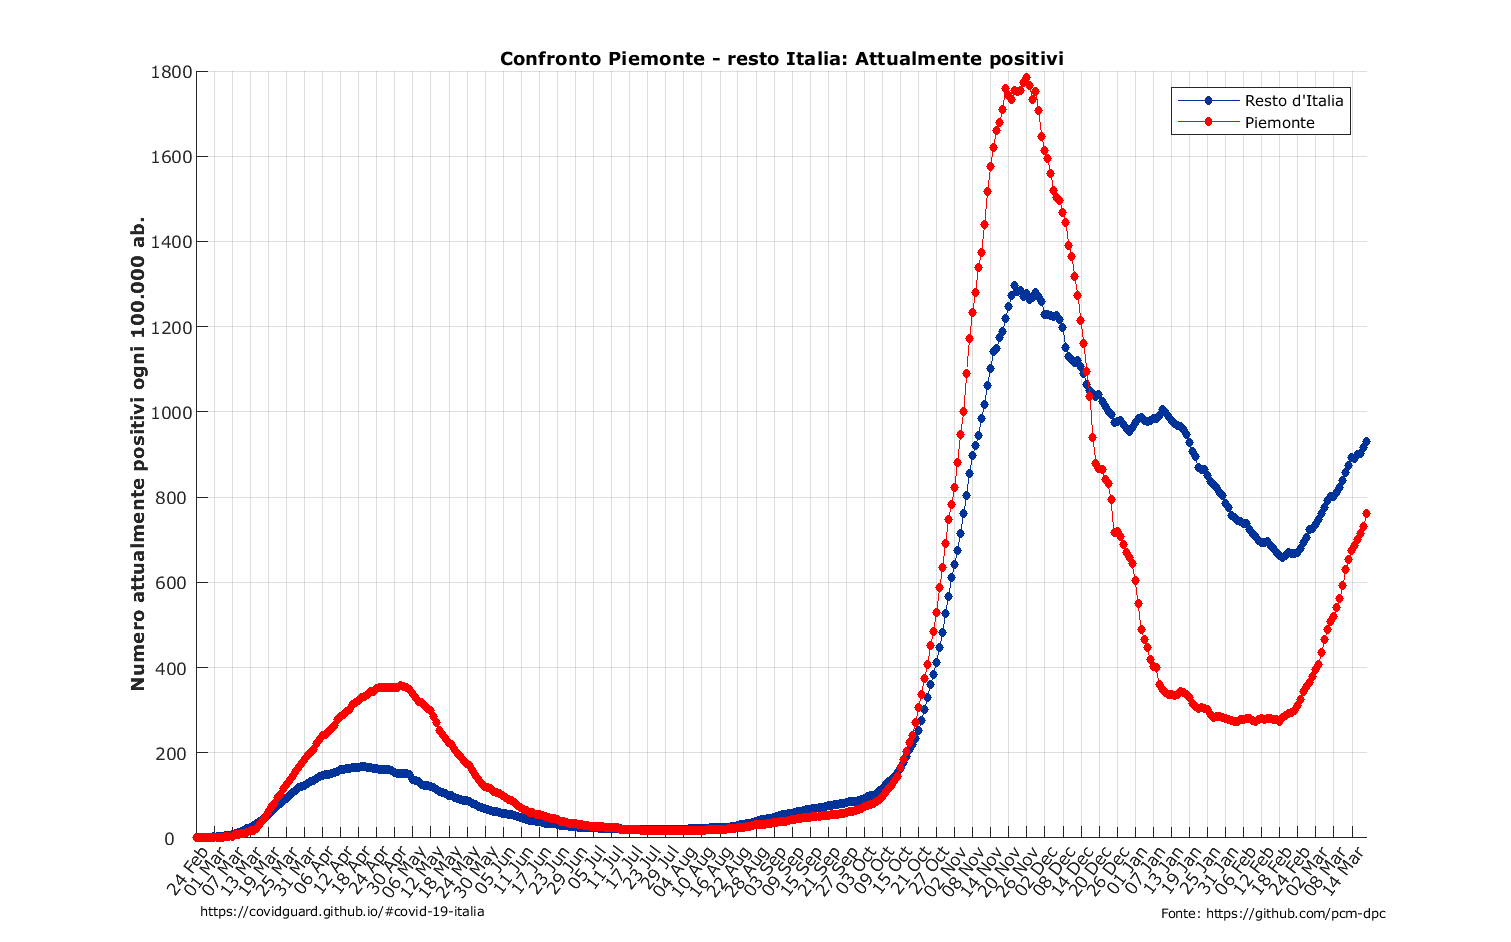 Confronto Piemonte - resto Italia: Attualmente positivi
Numero attualmente positivi ogni 100.000 ab.
1800
1600
1400
1200
1000
800
600
400
200
0
Resto d'Italia
Piemonte
24 Feb
01 Mar
07 Mar
13 Mar
19 Mar
25 Mar
31 Mar
06 Apr
12 Apr
18 Apr
24 Apr
30 Apr
06 May
12 May
18 May
24 May
30 May
05 Jun
11 Jun
17 Jun
23 Jun
29 Jun
05 Jul
11 Jul
17 Jul
23 Jul
29 Jul
04 Aug
10 Aug
16 Aug
22 Aug
28 Aug
03 Sep
09 Sep
15 Sep
21 Sep
27 Sep
03 Oct
09 Oct
15 Oct
21 Oct
27 Oct
02 Nov
08 Nov
14 Nov
20 Nov
26 Nov
02 Dec
08 Dec
14 Dec
20 Dec
26 Dec
01 Jan
07 Jan
13 Jan
19 Jan
25 Jan
31 Jan
06 Feb
12 Feb
18 Feb
24 Feb
02 Mar
08 Mar
14 Mar
https://covidguard.github.io/#covid-19-italia
Fonte: https://github.com/pcm-dpc